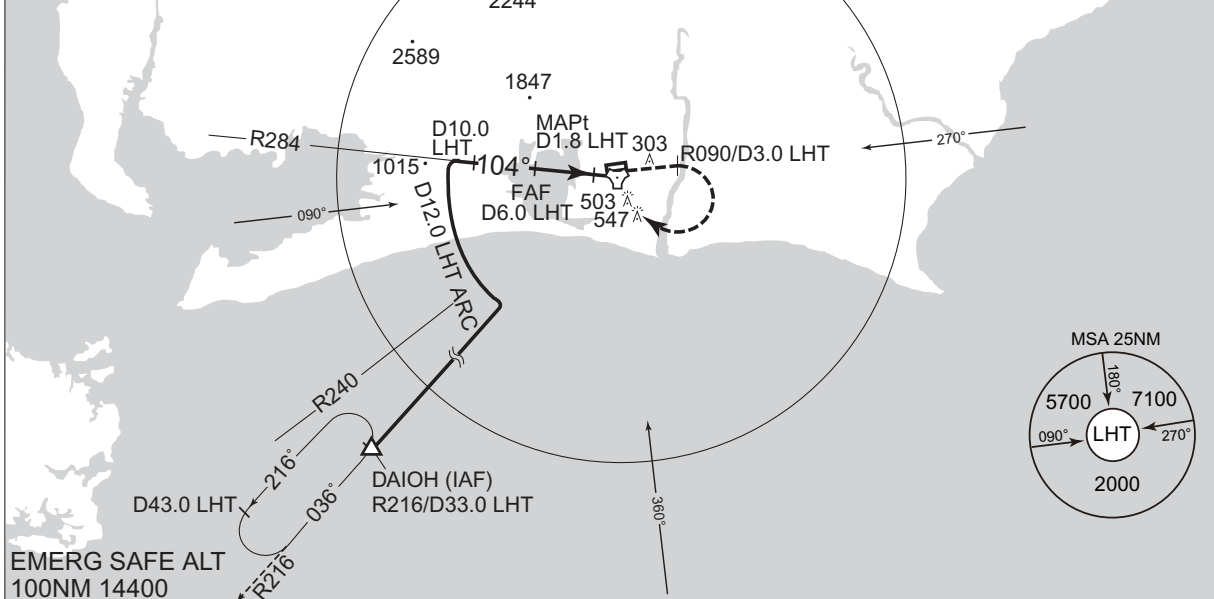 2244
2589
1847
MAPt
D1.8 LHT
D10.0
LHT
303
R284
R090/D3.0 LHT
270°
1015
104°
FAF
D6.0 LHT
503
547
090°
D12.0 LHT ARC
R240
MSA 25NM
180°
5700
7100
090°
LHT
270°
2000
216°
036°
DAIOH (IAF)
R216/D33.0 LHT
D43.0 LHT
360°
R216
EMERG SAFE ALT
100NM 14400